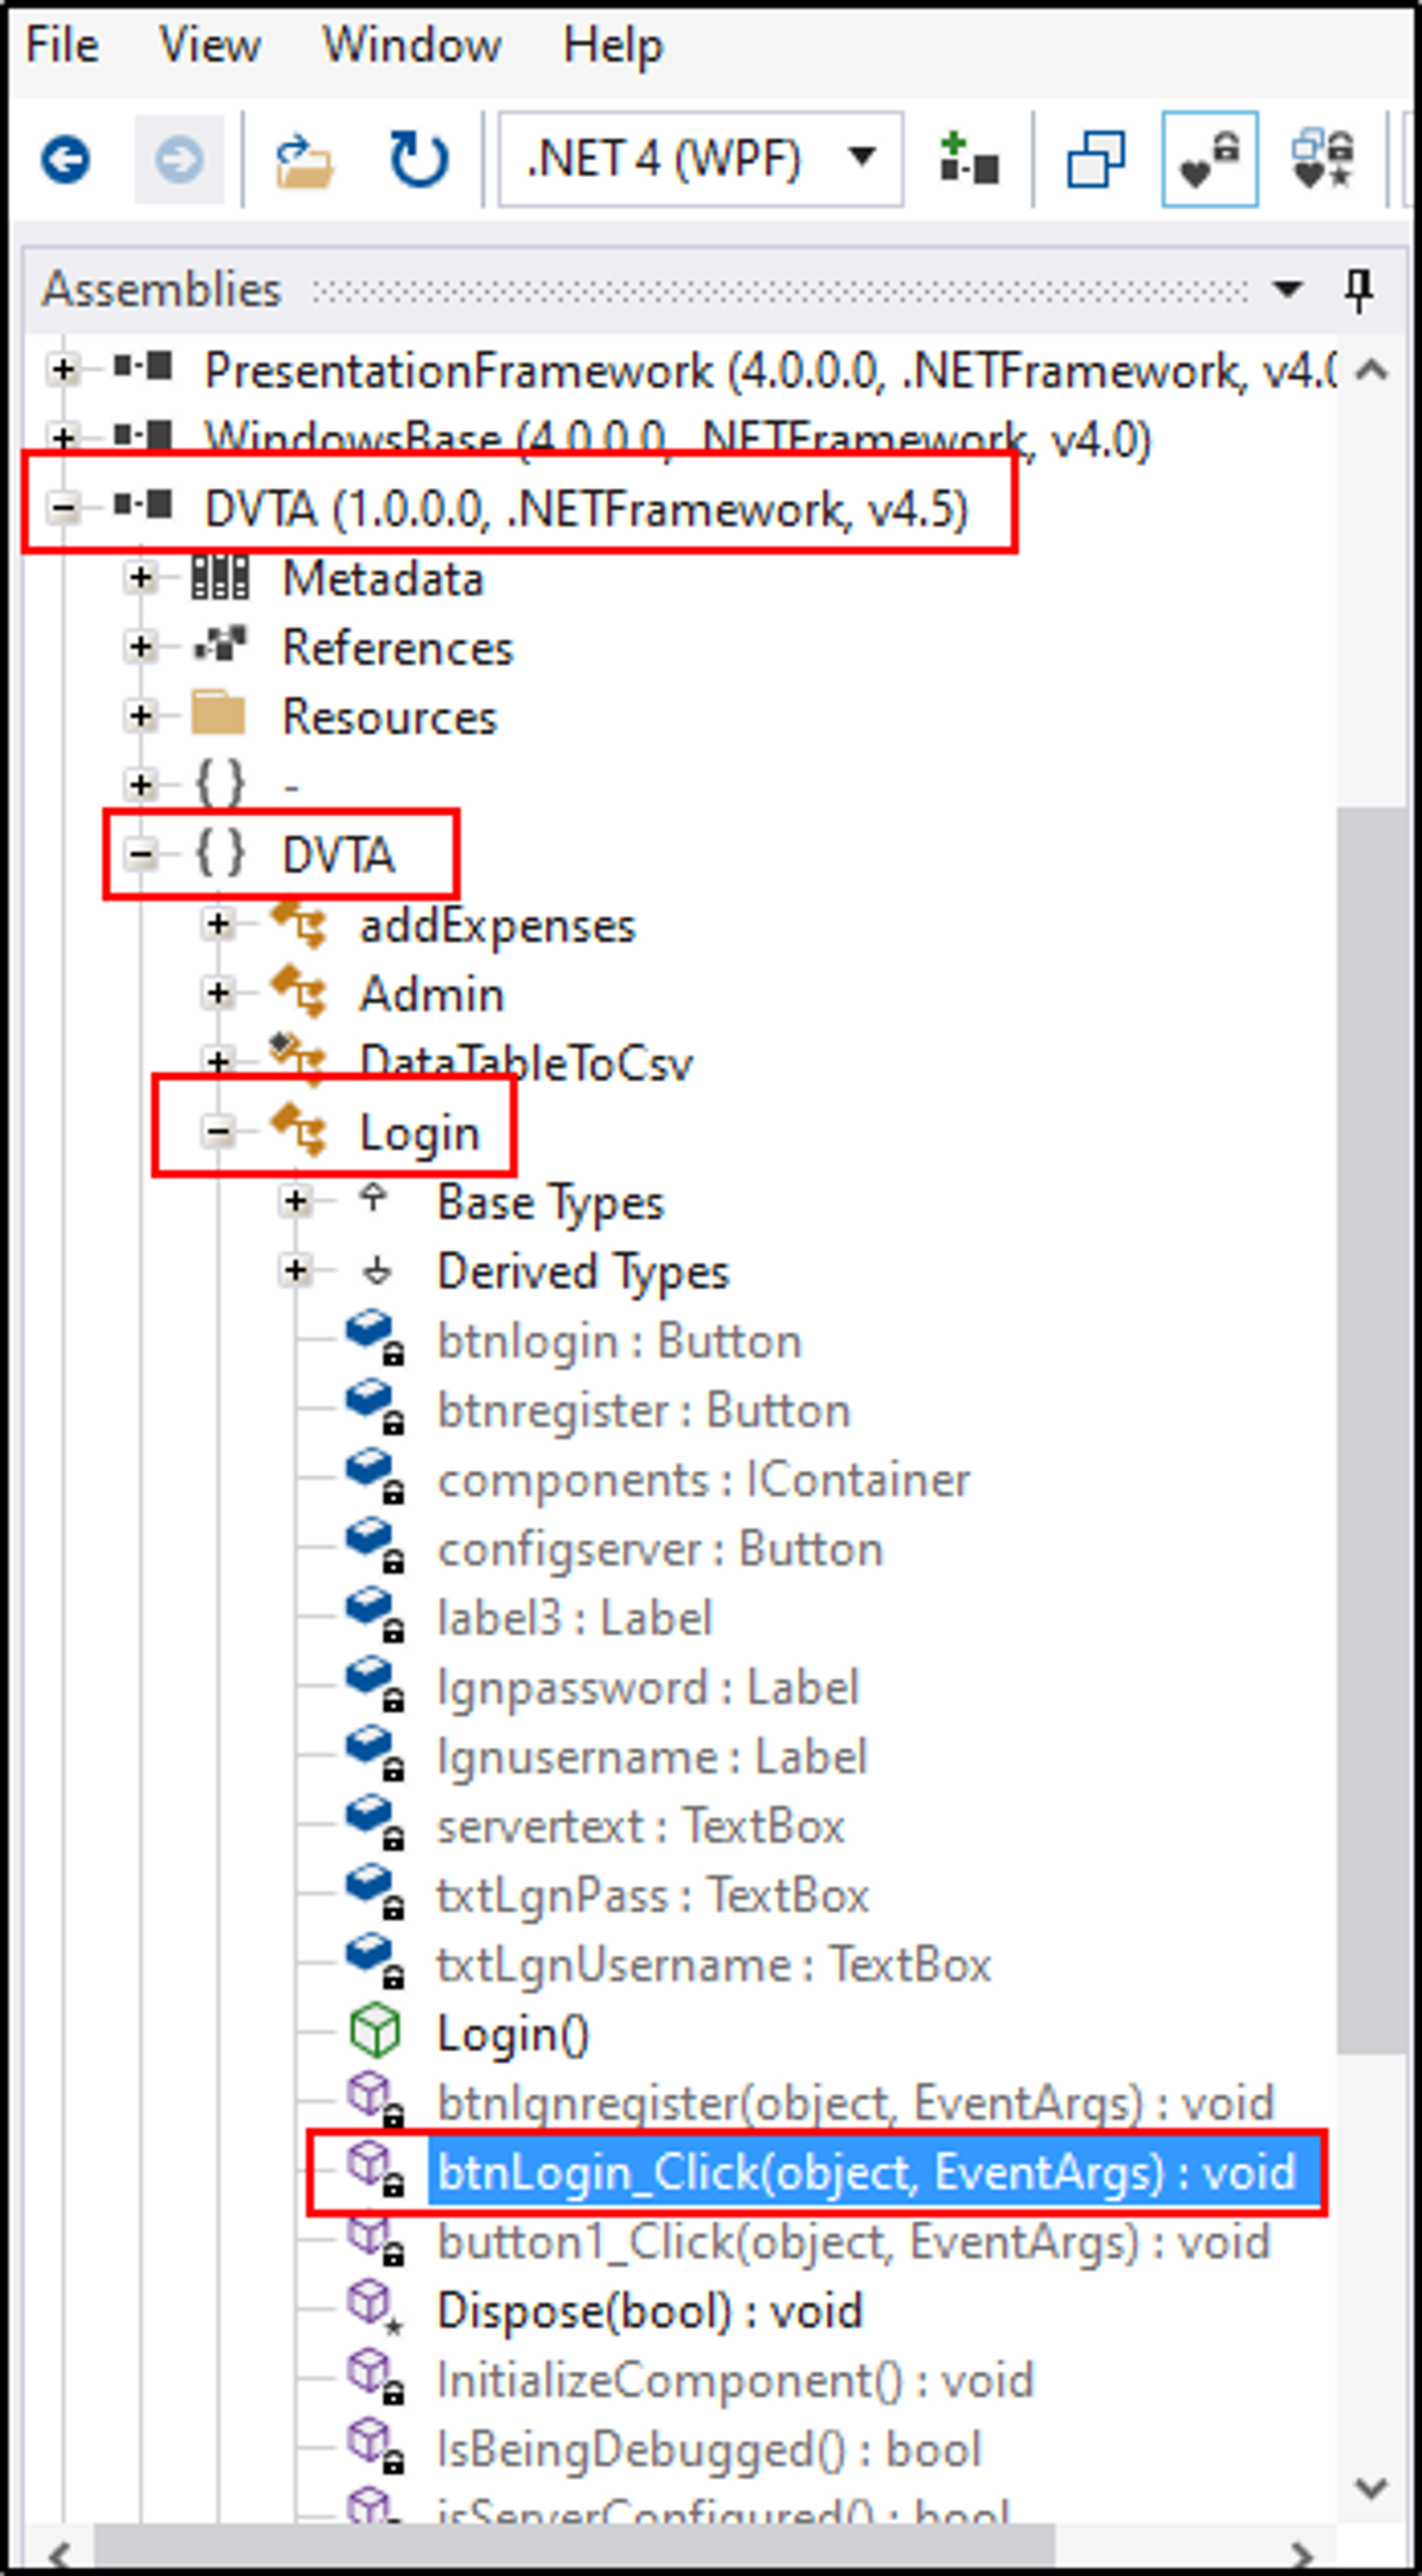 File View Window Help
.NET 4 (WPF)
Assemblies
PresentationFramework (4.0.0.0, .NETFramework, v4.0
WindowsBase (4.0.0.0, .NETFramework, v4.0)
DVTA (1.0.0.0, .NETFramework, v4.5)
Metadata
References
Resources
{ } -
{ } DVTA
addExpenses
Admin
DataTableToCsv
Login
Base Types
Derived Types
btnlogin : Button
btnregister : Button
components : IContainer
configserver : Button
label3 : Label
lgnpassword : Label
lgnusername : Label
servertext : TextBox
txtLgnPass : TextBox
txtLgnUsername : TextBox
Login()
btnlgnregister(object, EventArgs) : void
btnLogin_Click(object, EventArgs) : void
button1_Click(object, EventArgs) : void
Dispose(bool) : void
InitializeComponent() : void
IsBeingDebugged() : bool
isServerConfigured() : bool